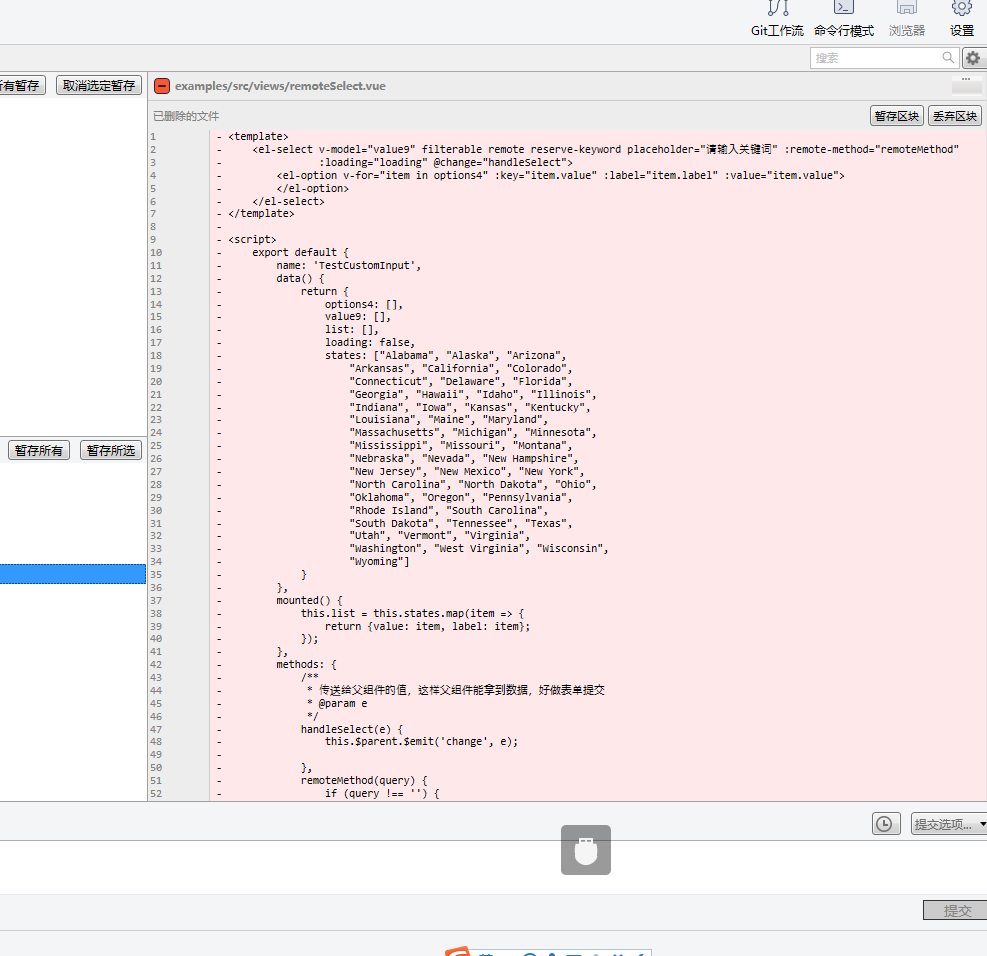 Git工作流 命令行模式 浏览器 设置
搜索
所有暂存 取消选定暂存 examples/src/views/remoteSelect.vue
已删除的文件 暂存区块 丢弃区块
1 - <template>
2 - <el-select v-model="value9" filterable remote reserve-keyword placeholder="请输入关键词" :remote-method="remoteMethod"
3 - :loading="loading" @change="handleSelect">
4 - <el-option v-for="item in options4" :key="item.value" :label="item.label" :value="item.value">
5 - </el-option>
6 - </el-select>
7 - </template>
8 -
9 - <script>
10 - export default {
11 - name: 'TestCustomInput',
12 - data() {
13 - return {
14 - options4: [],
15 - value9: [],
16 - list: [],
17 - loading: false,
18 - states: ["Alabama", "Alaska", "Arizona",
19 - "Arkansas", "California", "Colorado",
20 - "Connecticut", "Delaware", "Florida",
21 - "Georgia", "Hawaii", "Idaho", "Illinois",
22 - "Indiana", "Iowa", "Kansas", "Kentucky",
23 - "Louisiana", "Maine", "Maryland",
24 - "Massachusetts", "Michigan", "Minnesota",
25 - "Mississippi", "Missouri", "Montana",
26 - "Nebraska", "Nevada", "New Hampshire",
27 - "New Jersey", "New Mexico", "New York",
28 - "North Carolina", "North Dakota", "Ohio",
29 - "Oklahoma", "Oregon", "Pennsylvania",
30 - "Rhode Island", "South Carolina",
31 - "South Dakota", "Tennessee", "Texas",
32 - "Utah", "Vermont", "Virginia",
33 - "Washington", "West Virginia", "Wisconsin",
34 - "Wyoming"]
35 - }
36 - },
37 - mounted() {
38 - this.list = this.states.map(item => {
39 - return {value: item, label: item};
40 - });
41 - },
42 - methods: {
43 - /**
44 - * 传送给父组件的值，这样父组件能拿到数据，好做表单提交
45 - * @param e
46 - */
47 - handleSelect(e) {
48 - this.$parent.$emit('change', e);
49 -
50 - },
51 - remoteMethod(query) {
52 - if (query !== '') {
暂存所有 暂存所选
提交选项...
提交